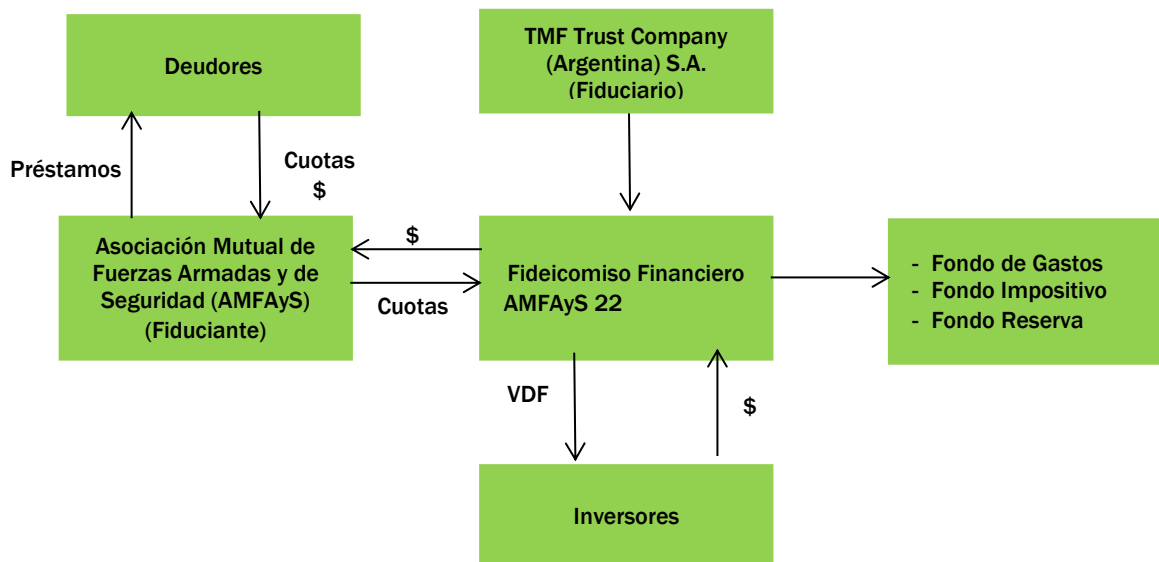 Deudores
TMF Trust Company
(Argentina) S.A.
(Fiduciario)
Préstamos
Cuotas
$
Asociación Mutual de
Fuerzas Armadas y de
Seguridad (AMFAyS)
(Fiduciante)
$
Cuotas
Fideicomiso Financiero
AMFAyS 22
- Fondo de Gastos
- Fondo Impositivo
- Fondo Reserva
VDF
$
Inversores